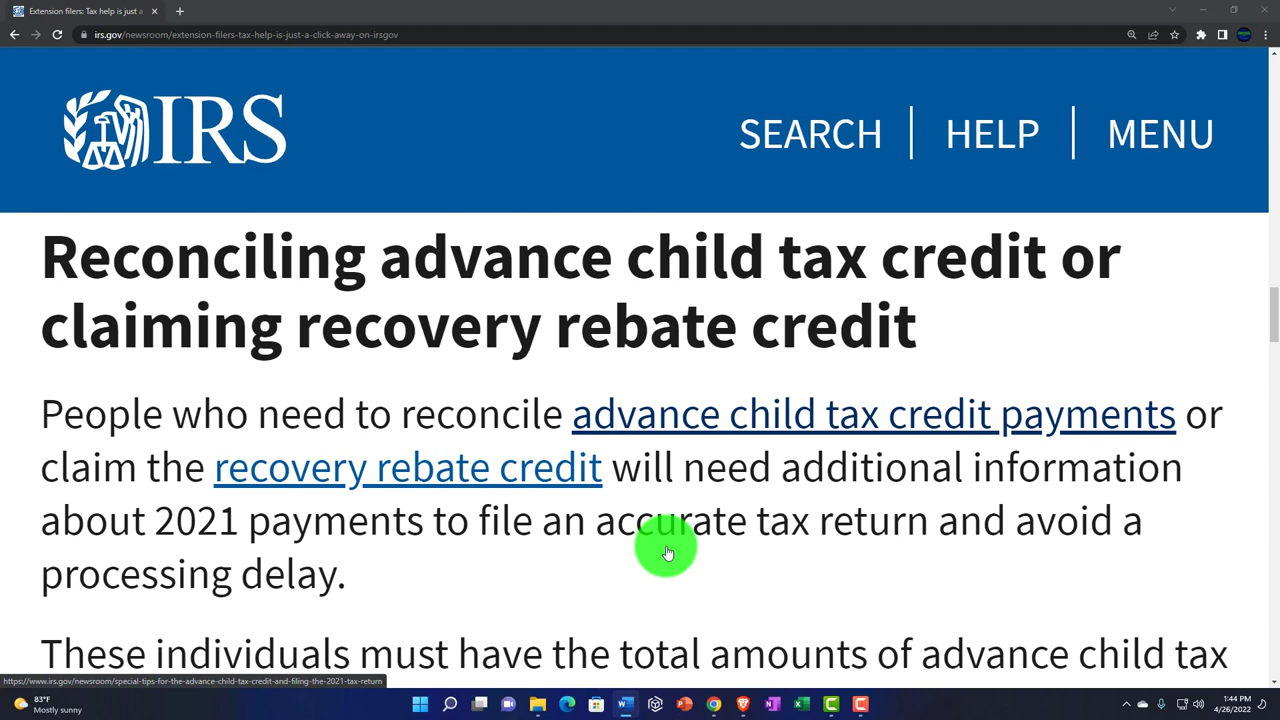 Extension filers: Tax help is just a
irs.gov/newsroom/extension-filers-tax-help-is-just-a-click-away-on-irsgov
IRS
SEARCH
HELP
MENU
Reconciling advance child tax credit or
claiming recovery rebate credit
People who need to reconcile advance child tax credit payments or
claim the recovery rebate credit will need additional information
about 2021 payments to file an accurate tax return and avoid a
processing delay.
These individuals must have the total amounts of advance child tax
https://www.irs.gov/newsroom/special-tips-for-the-advance-child-tax-credit-and-filing-the-2021-tax-return
83°F
Mostly sunny
1:44 PM
4/26/2022